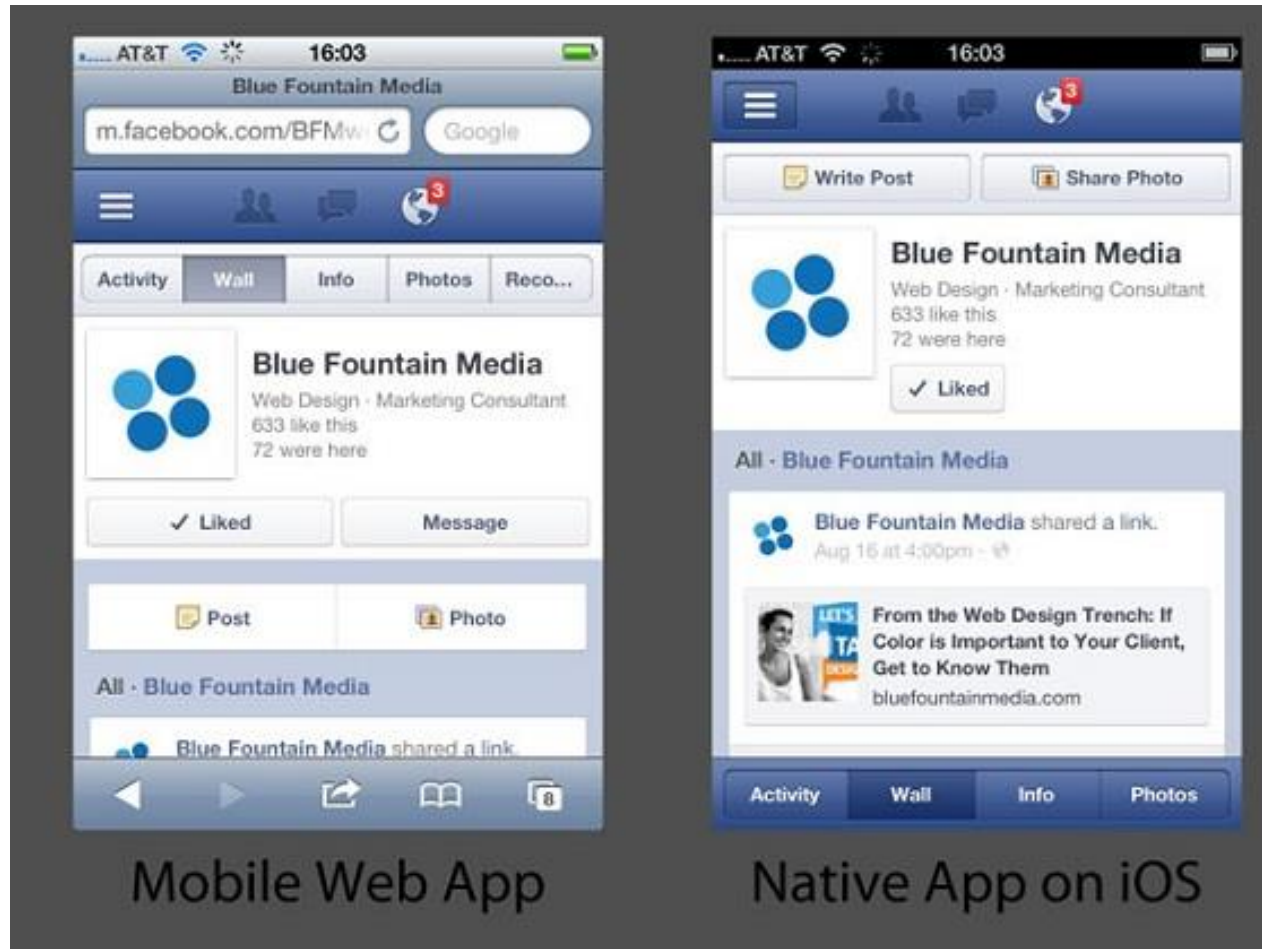 AT&T 16:03
Blue Fountain Media
m.facebook.com/BFMw Google
3
Activity Wall Info Photos Reco...
Blue Fountain Media
Web Design · Marketing Consultant
633 like this
72 were here
✓ Liked Message
Post Photo
All · Blue Fountain Media
Blue Fountain Media shared a link.
8
Mobile Web App
AT&T 16:03
3
Write Post Share Photo
Blue Fountain Media
Web Design · Marketing Consultant
633 like this
72 were here
✓ Liked
All · Blue Fountain Media
Blue Fountain Media shared a link.
Aug 16 at 4:00pm ·
LET'S
TA
DESIG
From the Web Design Trench: If
Color is Important to Your Client,
Get to Know Them
bluefountainmedia.com
Activity Wall Info Photos
Native App on iOS